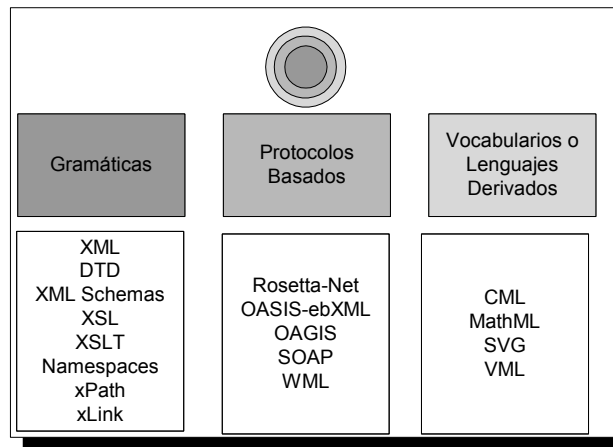 Gramáticas
Protocolos
Basados
Vocabularios o
Lenguajes
Derivados
XML
DTD
XML Schemas
XSL
XSLT
Namespaces
xPath
xLink
Rosetta-Net
OASIS-ebXML
OAGIS
SOAP
WML
CML
MathML
SVG
VML